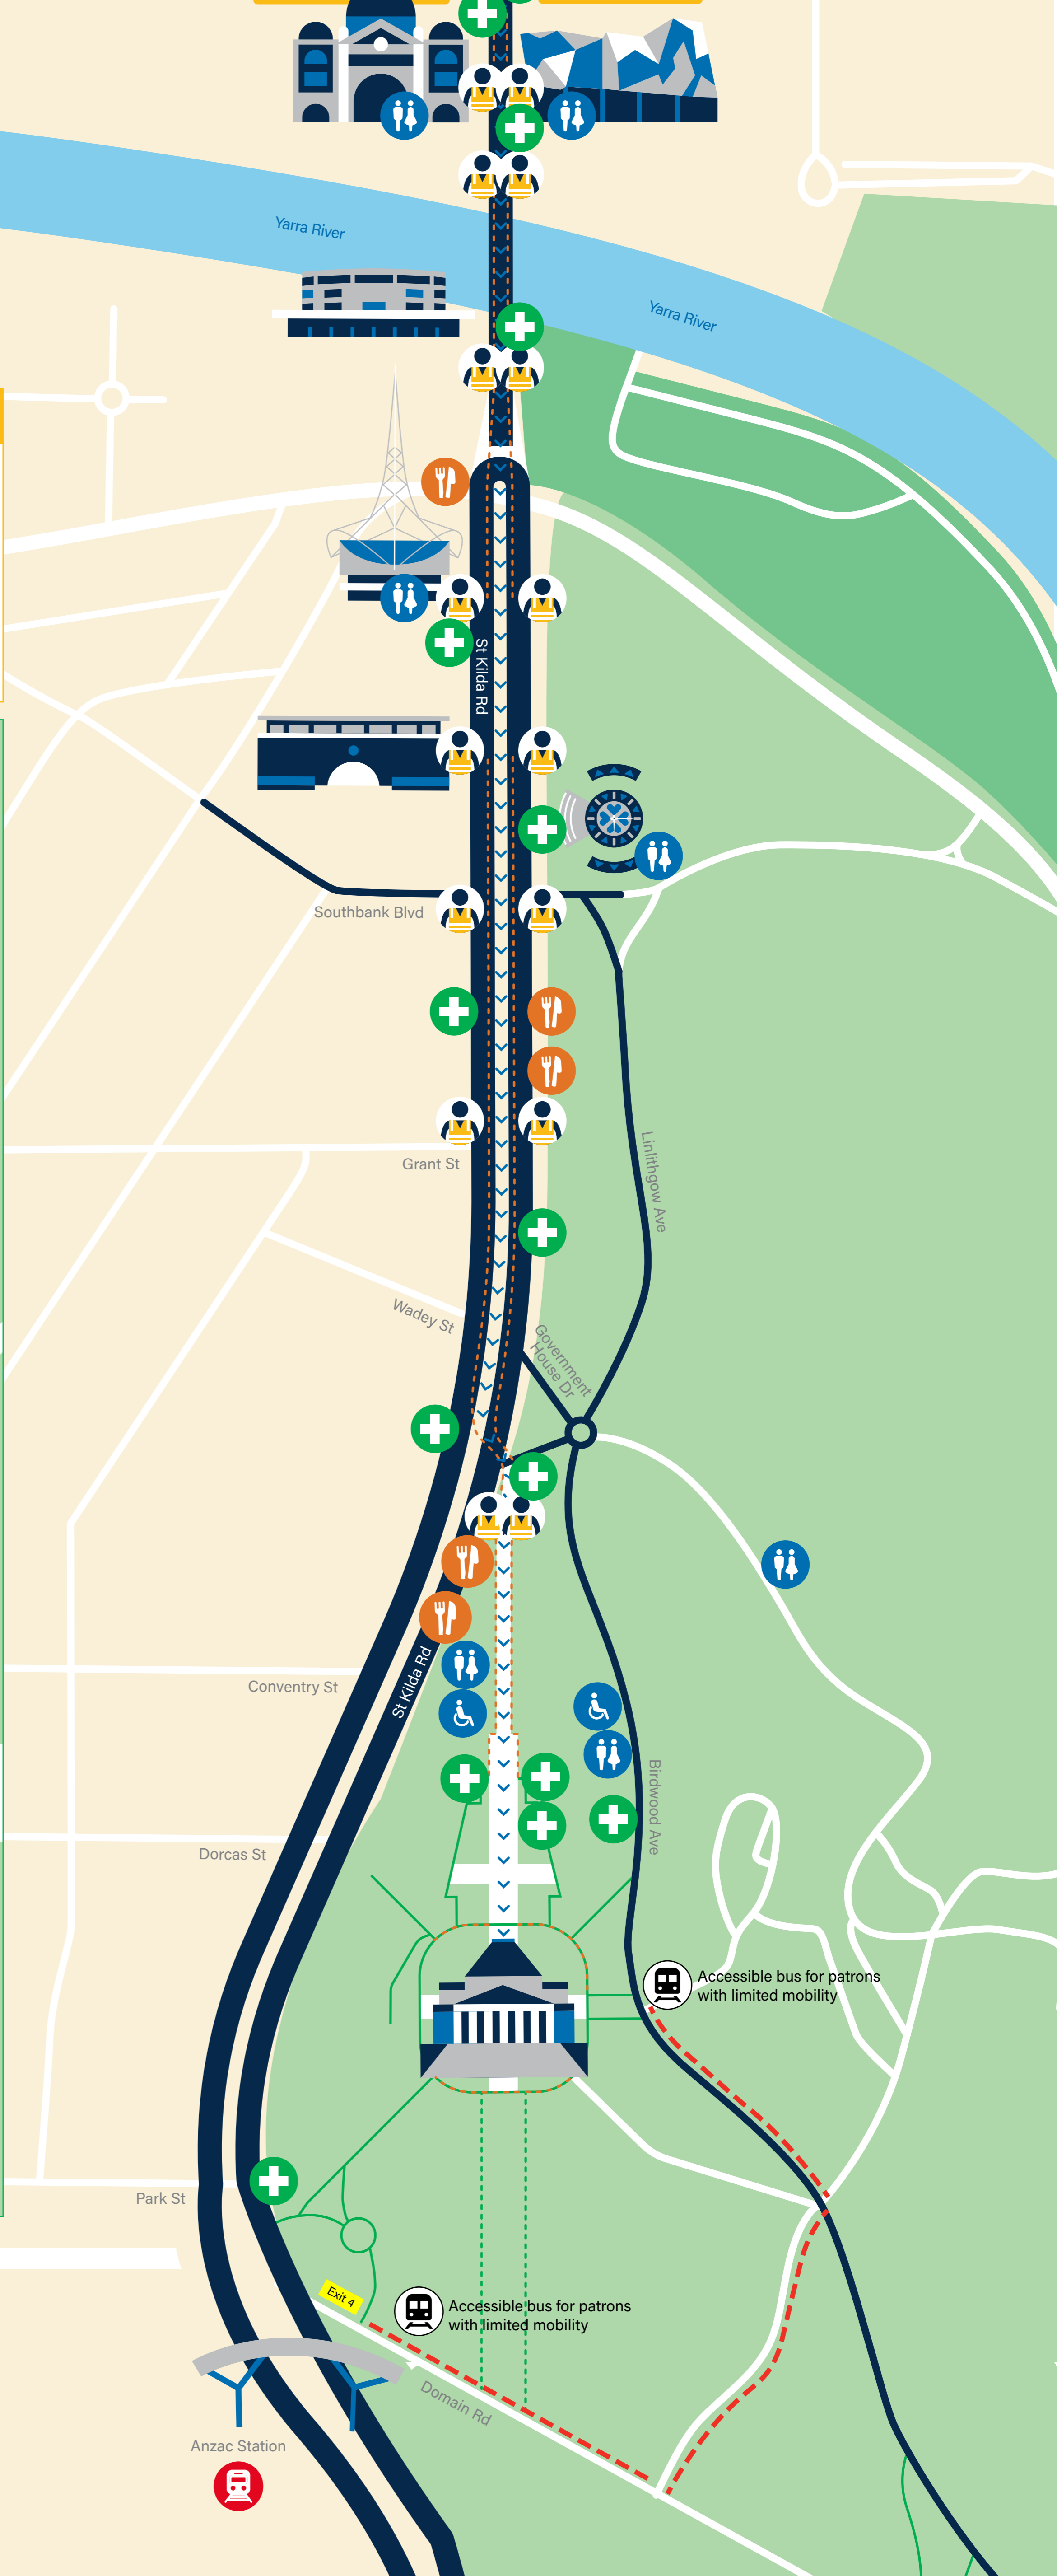 Yarra River
Yarra River
St Kilda Rd
Southbank Blvd
Grant St
Linlithgow Ave
Wadey St
Government
House Dr
St Kilda Rd
Coventry St
Birdwood Ave
Dorcas St
Accessible bus for patrons
with limited mobility
Park St
Exit 4
Accessible bus for patrons
with limited mobility
Domain Rd
Anzac Station